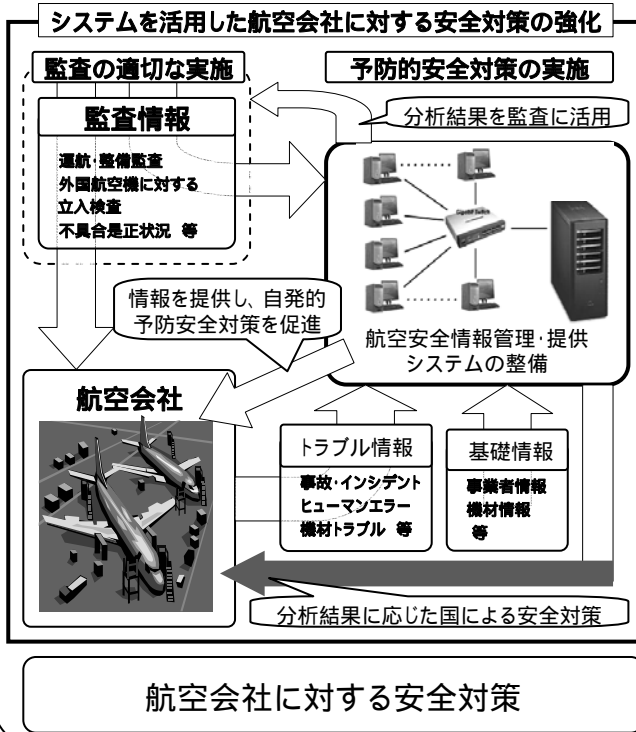 システムを活用した航空会社に対する安全対策の強化
監査の適切な実施
予防的安全対策の実施
監査情報
運航・整備監査
外国航空機に対する
立入検査
不具合是正状況 等
分析結果を監査に活用
Gigabit Switch
情報を提供し、自発的
予防安全対策を促進
航空安全情報管理・提供
システムの整備
航空会社
トラブル情報
事故・インシデント
ヒューマンエラー
機材トラブル 等
基礎情報
事業者情報
機材情報
等
分析結果に応じた国による安全対策
航空会社に対する安全対策